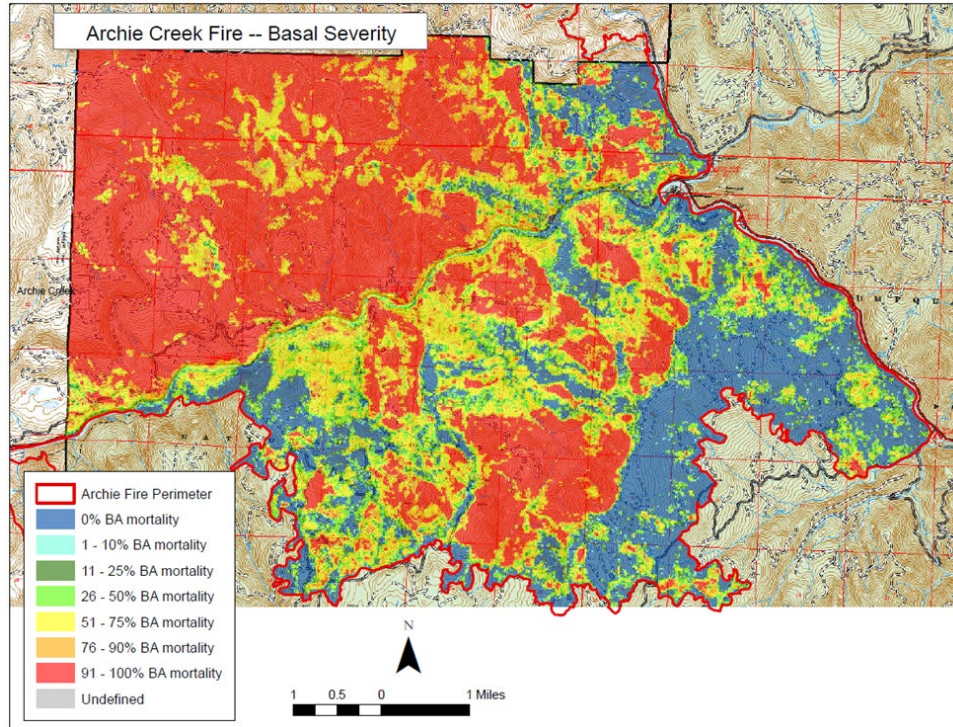 Archie Creek Fire -- Basal Severity
Archie Creek
UMPQU
NATIO
Archie Fire Perimeter
0% BA mortality
1 - 10% BA mortality
11 - 25% BA mortality
26 - 50% BA mortality
51 - 75% BA mortality
76 - 90% BA mortality
91 - 100% BA mortality
Undefined
N
1 0.5 0 1 Miles